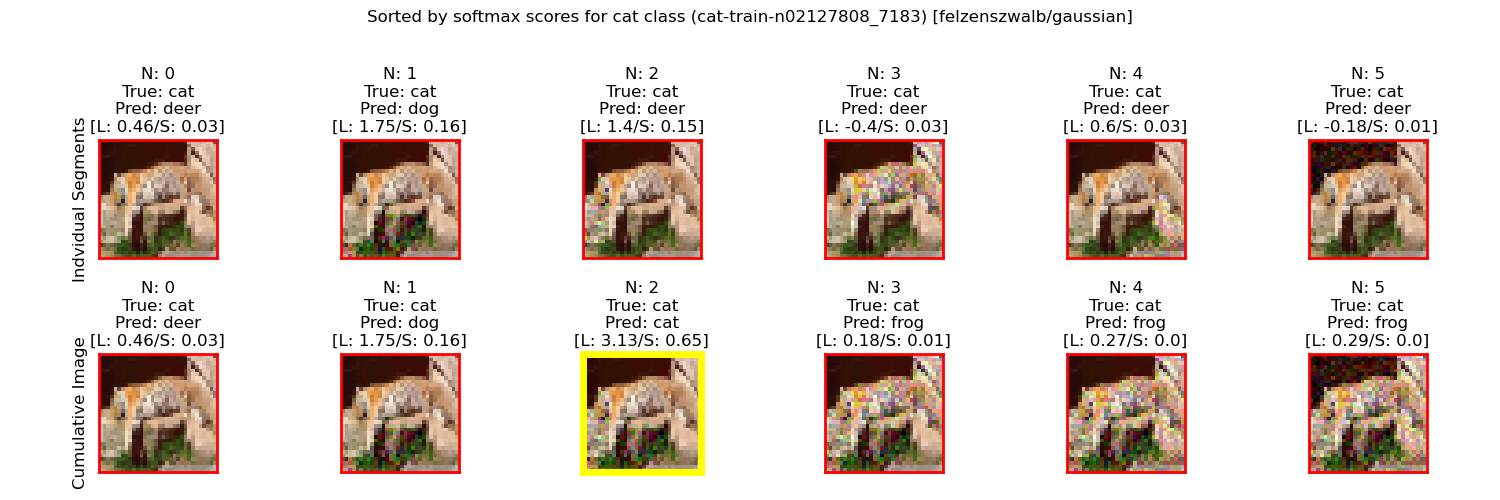 Sorted by softmax scores for cat class (cat-train-n02127808_7183) [felzenszwalb/gaussian]
Indvidual Segments
N: 0
True: cat
Pred: deer
[L: 0.46/S: 0.03]
N: 1
True: cat
Pred: dog
[L: 1.75/S: 0.16]
N: 2
True: cat
Pred: deer
[L: 1.4/S: 0.15]
N: 3
True: cat
Pred: deer
[L: -0.4/S: 0.03]
N: 4
True: cat
Pred: deer
[L: 0.6/S: 0.03]
N: 5
True: cat
Pred: deer
[L: -0.18/S: 0.01]
Cumulative Image
N: 0
True: cat
Pred: deer
[L: 0.46/S: 0.03]
N: 1
True: cat
Pred: dog
[L: 1.75/S: 0.16]
N: 2
True: cat
Pred: cat
[L: 3.13/S: 0.65]
N: 3
True: cat
Pred: frog
[L: 0.18/S: 0.01]
N: 4
True: cat
Pred: frog
[L: 0.27/S: 0.0]
N: 5
True: cat
Pred: frog
[L: 0.29/S: 0.0]